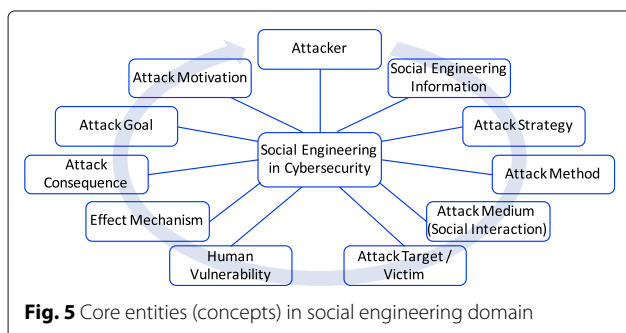 Attacker
Social Engineering
Information
Attack Strategy
Attack Method
Attack Medium
(Social Interaction)
Attack Target /
Victim
Human
Vulnerability
Effect Mechanism
Attack
Consequence
Attack Goal
Attack Motivation
Social Engineering
in Cybersecurity
Fig. 5 Core entities (concepts) in social engineering domain